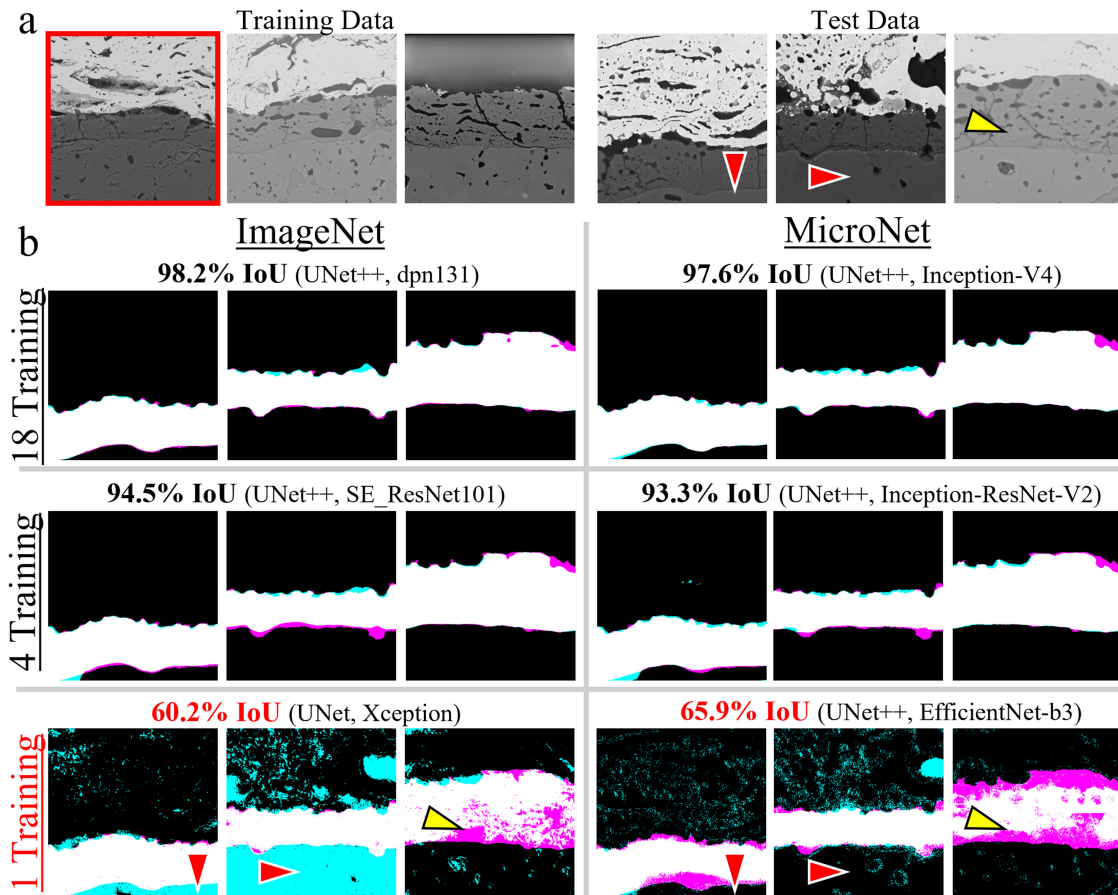 a
Training Data
Test Data
b
ImageNet
MicroNet
18 Training
98.2% IoU (UNet++, dpn131)
97.6% IoU (UNet++, Inception-V4)
4 Training
94.5% IoU (UNet++, SE_ResNet101)
93.3% IoU (UNet++, Inception-ResNet-V2)
1 Training
60.2% IoU (UNet, Xception)
65.9% IoU (UNet++, EfficientNet-b3)